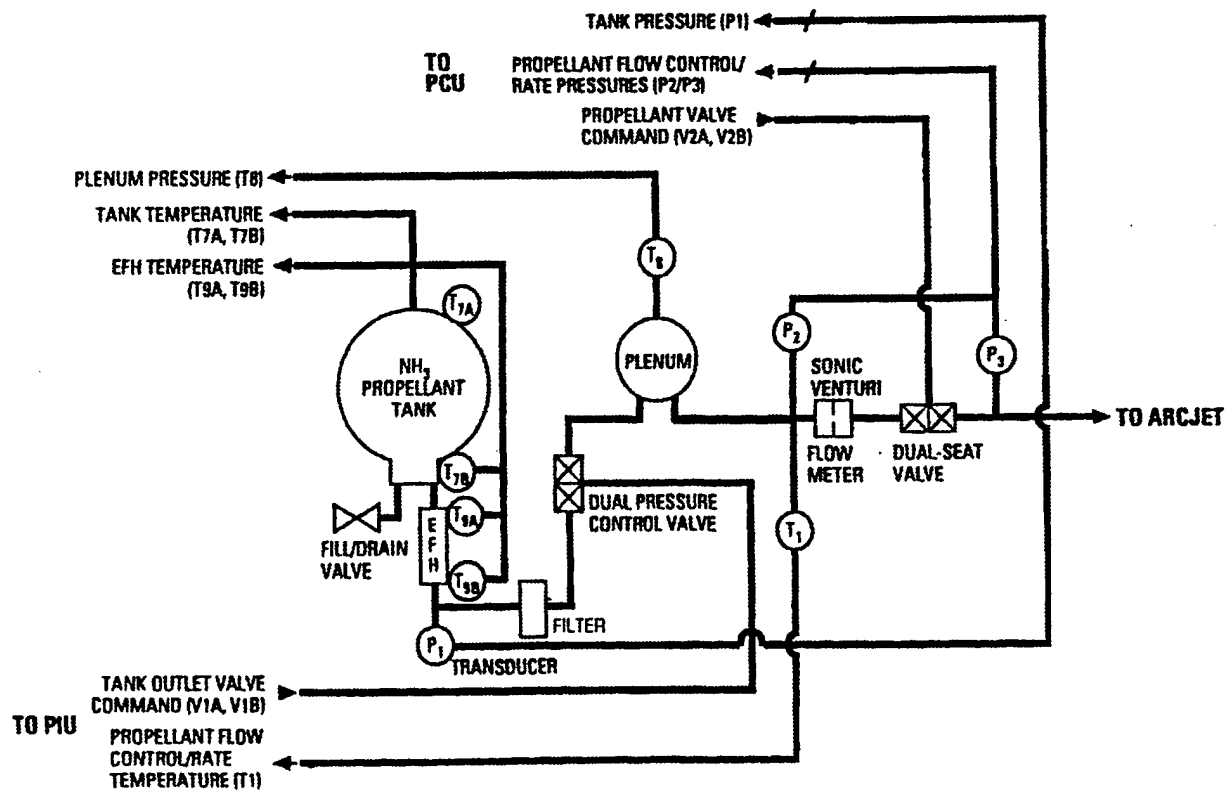 TANK PRESSURE (P1)
TO
PCU
PROPELLANT FLOW CONTROL/
RATE PRESSURES (P2/P3)
PROPELLANT VALVE
COMMAND (V2A, V2B)
PLENUM PRESSURE (T8)
TANK TEMPERATURE
(T7A, T7B)
EFH TEMPERATURE
(T9A, T9B)
T8
T7A
NH3
PROPELLANT
TANK
PLENUM
P2
P3
SONIC
VENTURI
TO ARCJET
FLOW
METER
DUAL-SEAT
VALVE
T7B
DUAL PRESSURE
CONTROL VALVE
T9A
EFH
T1
FILL/DRAIN
VALVE
T9B
FILTER
P1
TRANSDUCER
TANK OUTLET VALVE
COMMAND (V1A, V1B)
TO PIU
PROPELLANT FLOW
CONTROL/RATE
TEMPERATURE (T1)